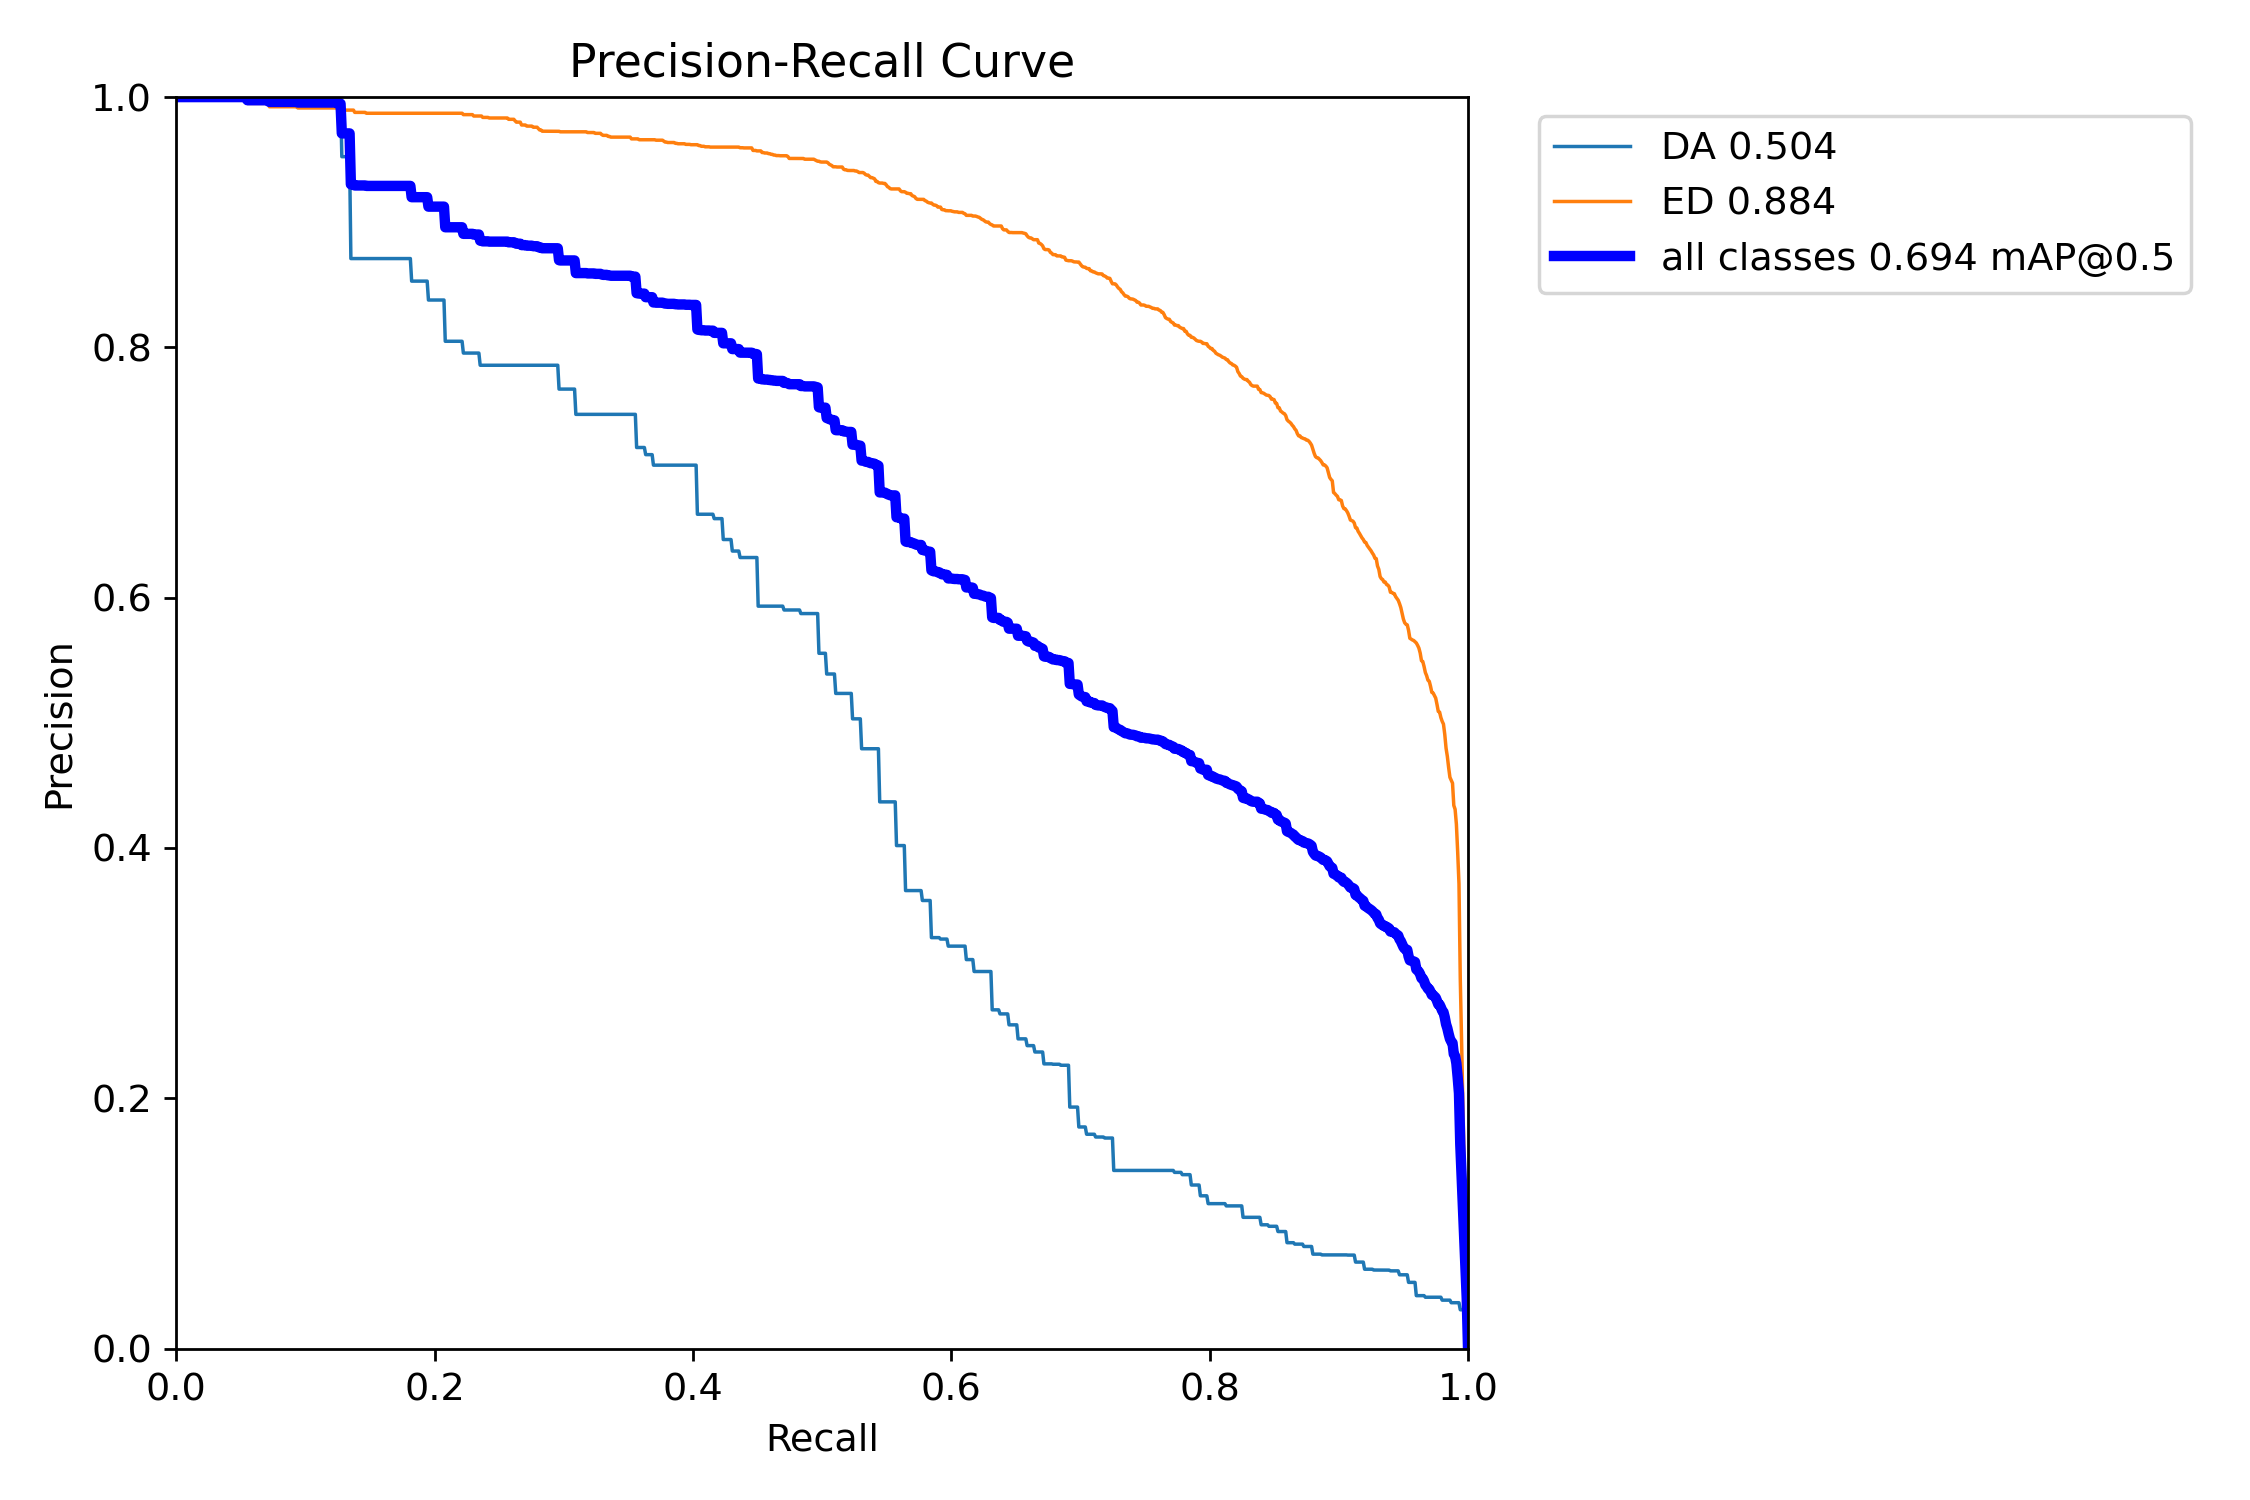 Precision-Recall Curve
1.0
0.8
0.6
0.4
0.2
0.0
Precision
0.0 0.2 0.4 0.6 0.8 1.0
Recall
DA 0.504
ED 0.884
all classes 0.694 mAP@0.5